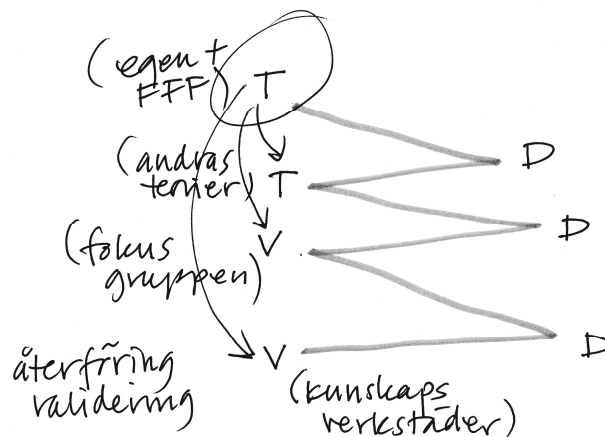 (egen +
FFF) T
D
(andras
teorier) T
D
(fokus
gruppen) V
D
återföring
validering
V
(kunskaps
verkstäder)